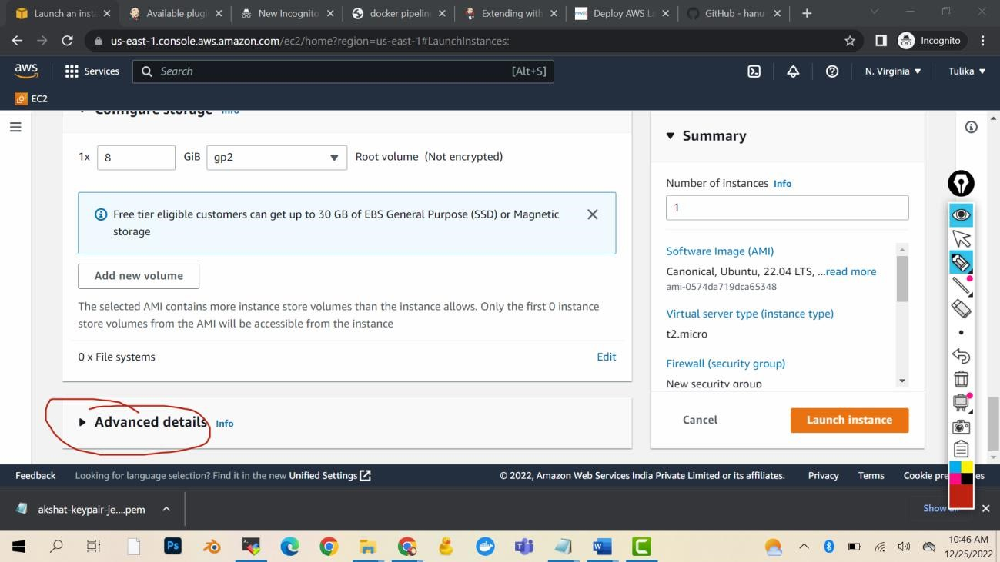 Launch an insta
Available plugi
New Incognito
docker pipelin
Extending with
Deploy AWS La
GitHub - hanu
us-east-1.console.aws.amazon.com/ec2/home?region=us-east-1#LaunchInstances:
Incognito
aws
Services
Search
[Alt+S]
N. Virginia
Tulika
EC2
Configure storage Info
1x
8
GiB
gp2
Root volume (Not encrypted)
Free tier eligible customers can get up to 30 GB of EBS General Purpose (SSD) or Magnetic
storage
Add new volume
The selected AMI contains more instance store volumes than the instance allows. Only the first 0 instance
store volumes from the AMI will be accessible from the instance
0 x File systems
Edit
Advanced details Info
Summary
Number of instances Info
1
Software Image (AMI)
Canonical, Ubuntu, 22.04 LTS, ...read more
ami-0574da719dca65348
Virtual server type (instance type)
t2.micro
Firewall (security group)
New security group
Cancel
Launch instance
Feedback
Looking for language selection? Find it in the new Unified Settings
© 2022, Amazon Web Services India Private Limited or its affiliates.
Privacy
Terms
Cookie pre
es
akshat-keypair-je....pem
Show all
Ps
W
10:46 AM
12/25/2022